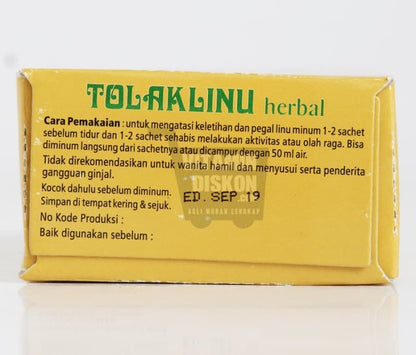 TOLAKLINU herbal
Cara Pemakaian : untuk mengatasi keletihan dan pegal linu minum 1-2 sachet
sebelum tidur dan 1-2 sachet sehabis melakukan aktivitas atau olah raga. Bisa
diminum langsung dari sachetnya atau dicampur dengan 50 ml air.
Tidak direkomendasikan untuk wanita hamil dan menyusui serta penderita
gangguan ginjal.
Kocok dahulu sebelum diminum.
Simpan di tempat kering & sejuk.
ED. SEP. 19
No Kode Produksi :
Baik digunakan sebelum :
DISKON
ASLI MURAH LENGKAP